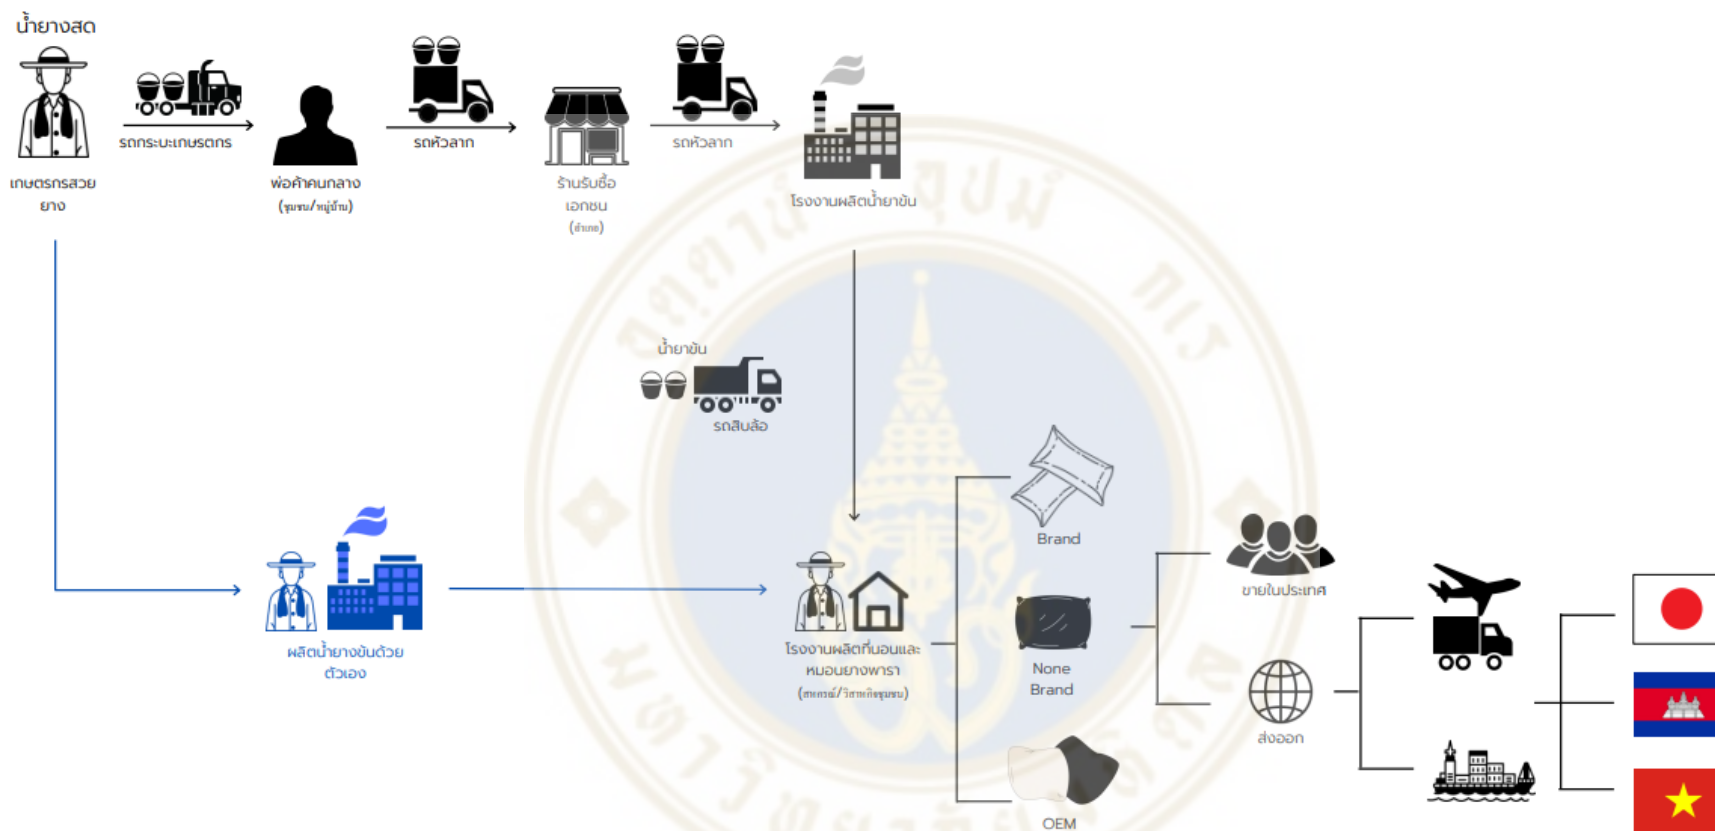 น้ำยางสด
รถกระบะเกษรตกร
รถหัวลาก
รถหัวลาก
เกษตรกรสวย
ยาง
พ่อค้าคนกลาง
(ชุมชน/หมู่บ้าน)
ร้านรับซื้อ
เอกชน
(อำเภอ)
โรงงานผลิตน้ำยาขัน
น้ำยาขัน
รถสิบล้อ
Brand
None
Brand
OEM
ขายในประเทศ
ส่งออก
ผลิตน้ำยางขันด้วย
ตัวเอง
โรงงานผลิตที่นอนและ
หมอนยางพารา
(สหกรณ์/วิสาหกิจชุมชน)